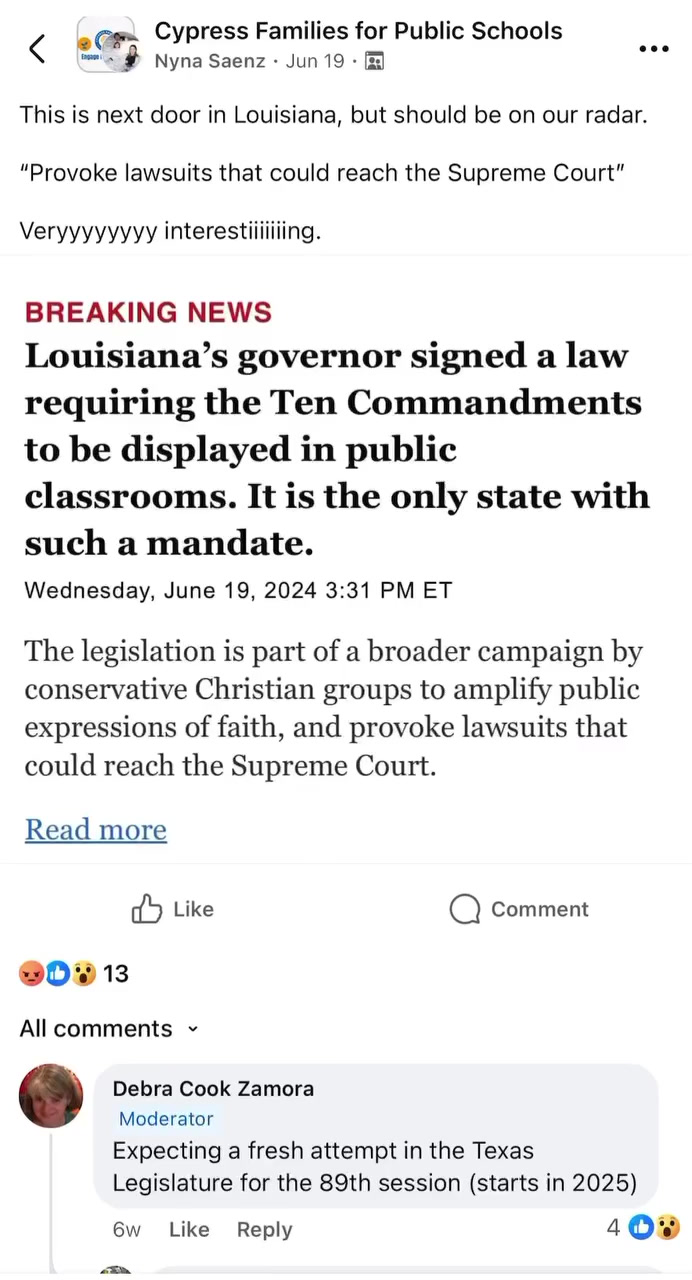 Cypress Families for Public Schools
Nyna Saenz · Jun 19 ·
This is next door in Louisiana, but should be on our radar.
“Provoke lawsuits that could reach the Supreme Court”
Veryyyyyyyy interestiiiiiiing.
BREAKING NEWS
Louisiana’s governor signed a law
requiring the Ten Commandments
to be displayed in public
classrooms. It is the only state with
such a mandate.
Wednesday, June 19, 2024 3:31 PM ET
The legislation is part of a broader campaign by
conservative Christian groups to amplify public
expressions of faith, and provoke lawsuits that
could reach the Supreme Court.
Read more
Like
Comment
13
All comments
Debra Cook Zamora
Moderator
Expecting a fresh attempt in the Texas
Legislature for the 89th session (starts in 2025)
6w Like Reply 4